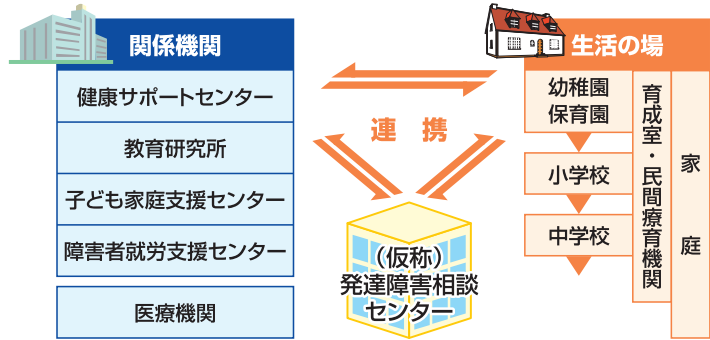 関係機関
健康サポートセンター
教育研究所
子ども家庭支援センター
障害者就労支援センター
医療機関
連携
（仮称）
発達障害相談
センター
生活の場
幼稚園
保育園
小学校
中学校
育成室・民間療育機関
家庭